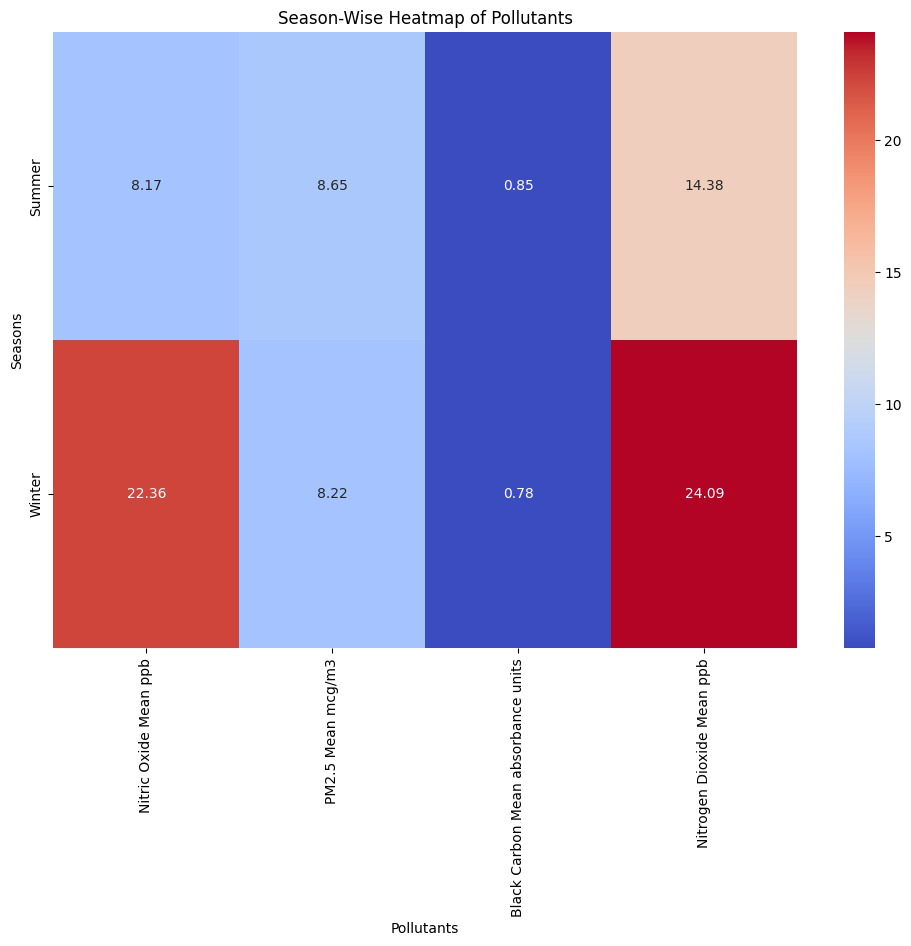 Season-Wise Heatmap of Pollutants
Seasons
Summer
8.17 8.65 0.85 14.38
Winter
22.36 8.22 0.78 24.09
Nitric Oxide Mean ppb
PM2.5 Mean mcg/m3
Black Carbon Mean absorbance units
Nitrogen Dioxide Mean ppb
Pollutants
20
15
10
5